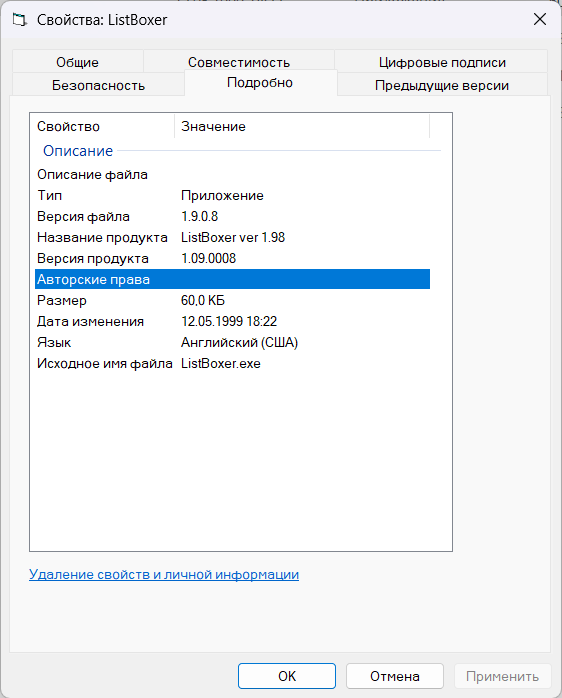 Свойства: ListBoxer
Общие Совместимость Цифровые подписи
Безопасность Подробно Предыдущие версии
Свойство Значение
Описание
Описание файла
Тип Приложение
Версия файла 1.9.0.8
Название продукта ListBoxer ver 1.98
Версия продукта 1.09.0008
Авторские права
Размер 60,0 КБ
Дата изменения 12.05.1999 18:22
Язык Английский (США)
Исходное имя файла ListBoxer.exe
Удаление свойств и личной информации
ОК Отмена Применить